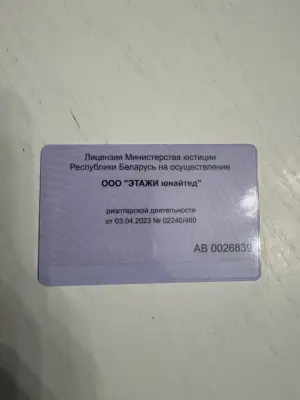 Лицензия Министерства юстиции
Республики Беларусь на осуществление
ООО "ЭТАЖИ юнайтед"
риэлтерской деятельности
от 03.04.2023 № 02240/460
АВ 0026839